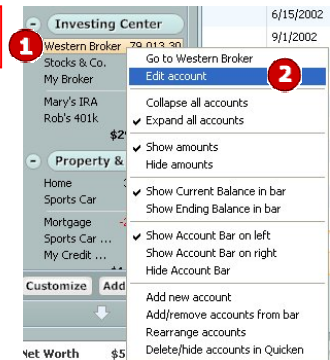 Investing Center
6/15/2002
9/1/2002
1
Western Broker 79,013.30
Stocks & Co.
My Broker
Mary's IRA
Rob's 401k
$29
Property &
Home
Sports Car
Mortgage -2
Sports Car ...
My Credit ...
Customize Add
Net Worth $5
2
Go to Western Broker
Edit account
Collapse all accounts
Expand all accounts
Show amounts
Hide amounts
Show Current Balance in bar
Show Ending Balance in bar
Show Account Bar on left
Show Account Bar on right
Hide Account Bar
Add new account
Add/remove accounts from bar
Rearrange accounts
Delete/hide accounts in Quicken